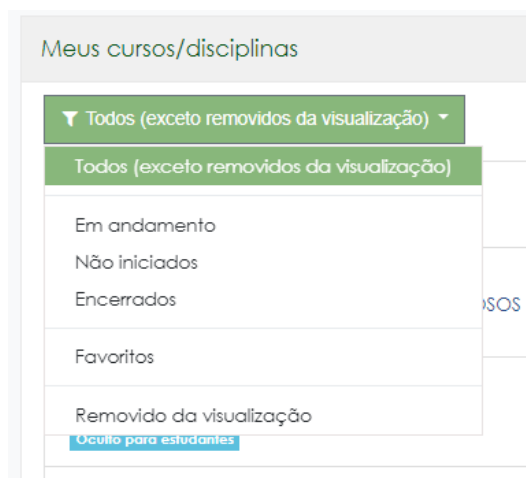 Meus cursos/disciplinas
Todos (exceto removidos da visualização)
Todos (exceto removidos da visualização)
Em andamento
Não iniciados
Encerrados
Favoritos
Removido da visualização
Oculto para estudantes